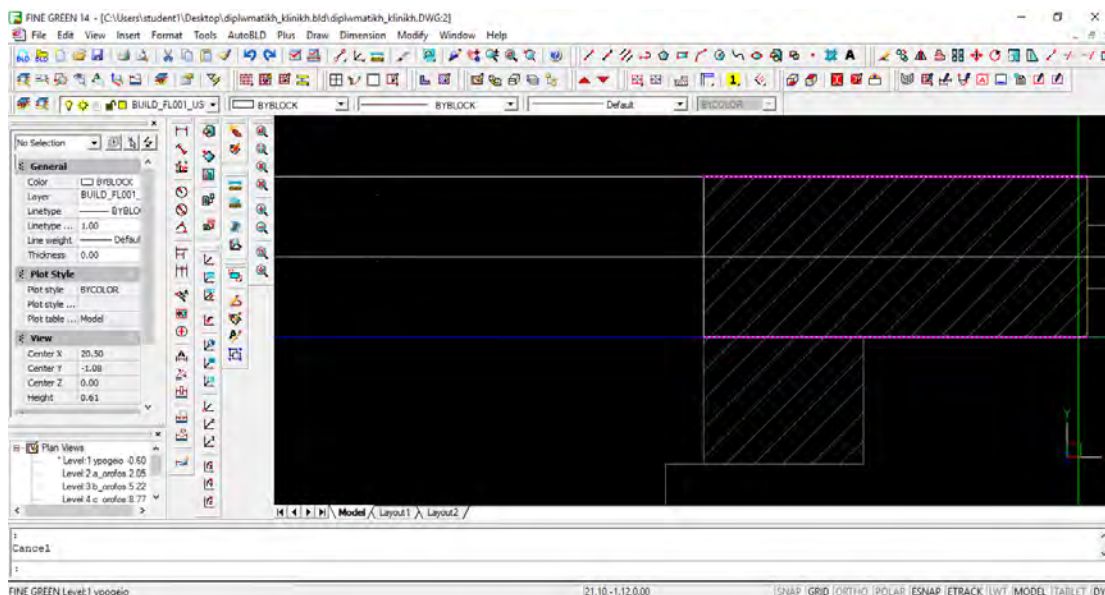 FINE GREEN 14 - [C:\Users\student1\Desktop\diplwmatikh_klinikh.bld\diplwmatikh_klinikh.DWG:2]
File Edit View Insert Format Tools AutoBLD Plus Draw Dimension Modify Window Help
BUILD_FL001_US BYBLOCK BYBLOCK Default BYCOLOR
No Selection
General
Color BYBLOCK
Layer BUILD_FL001_
Linetype BYBLO
Linetype ... 1.00
Line weight Defaul
Thickness 0.00
Plot Style
Plot style BYCOLOR
Plot style ...
Plot table ... Model
View
Center X 20.50
Center Y -1.08
Center Z 0.00
Height 0.61
Y
Plan Views
* Level:1 ypogeio -0.60
Level:2 a_orofos 2.05
Level:3 b_orofos 5.22
Level:4 c_orofos 8.77
Model Layout1 Layout2
:
Cancel
:
FINE GREEN Level:1 ypogeio 21.10,-1.12,0.00 SNAP GRID ORTHO POLAR ESNAP ETRACK LWT MODEL TABLET DY